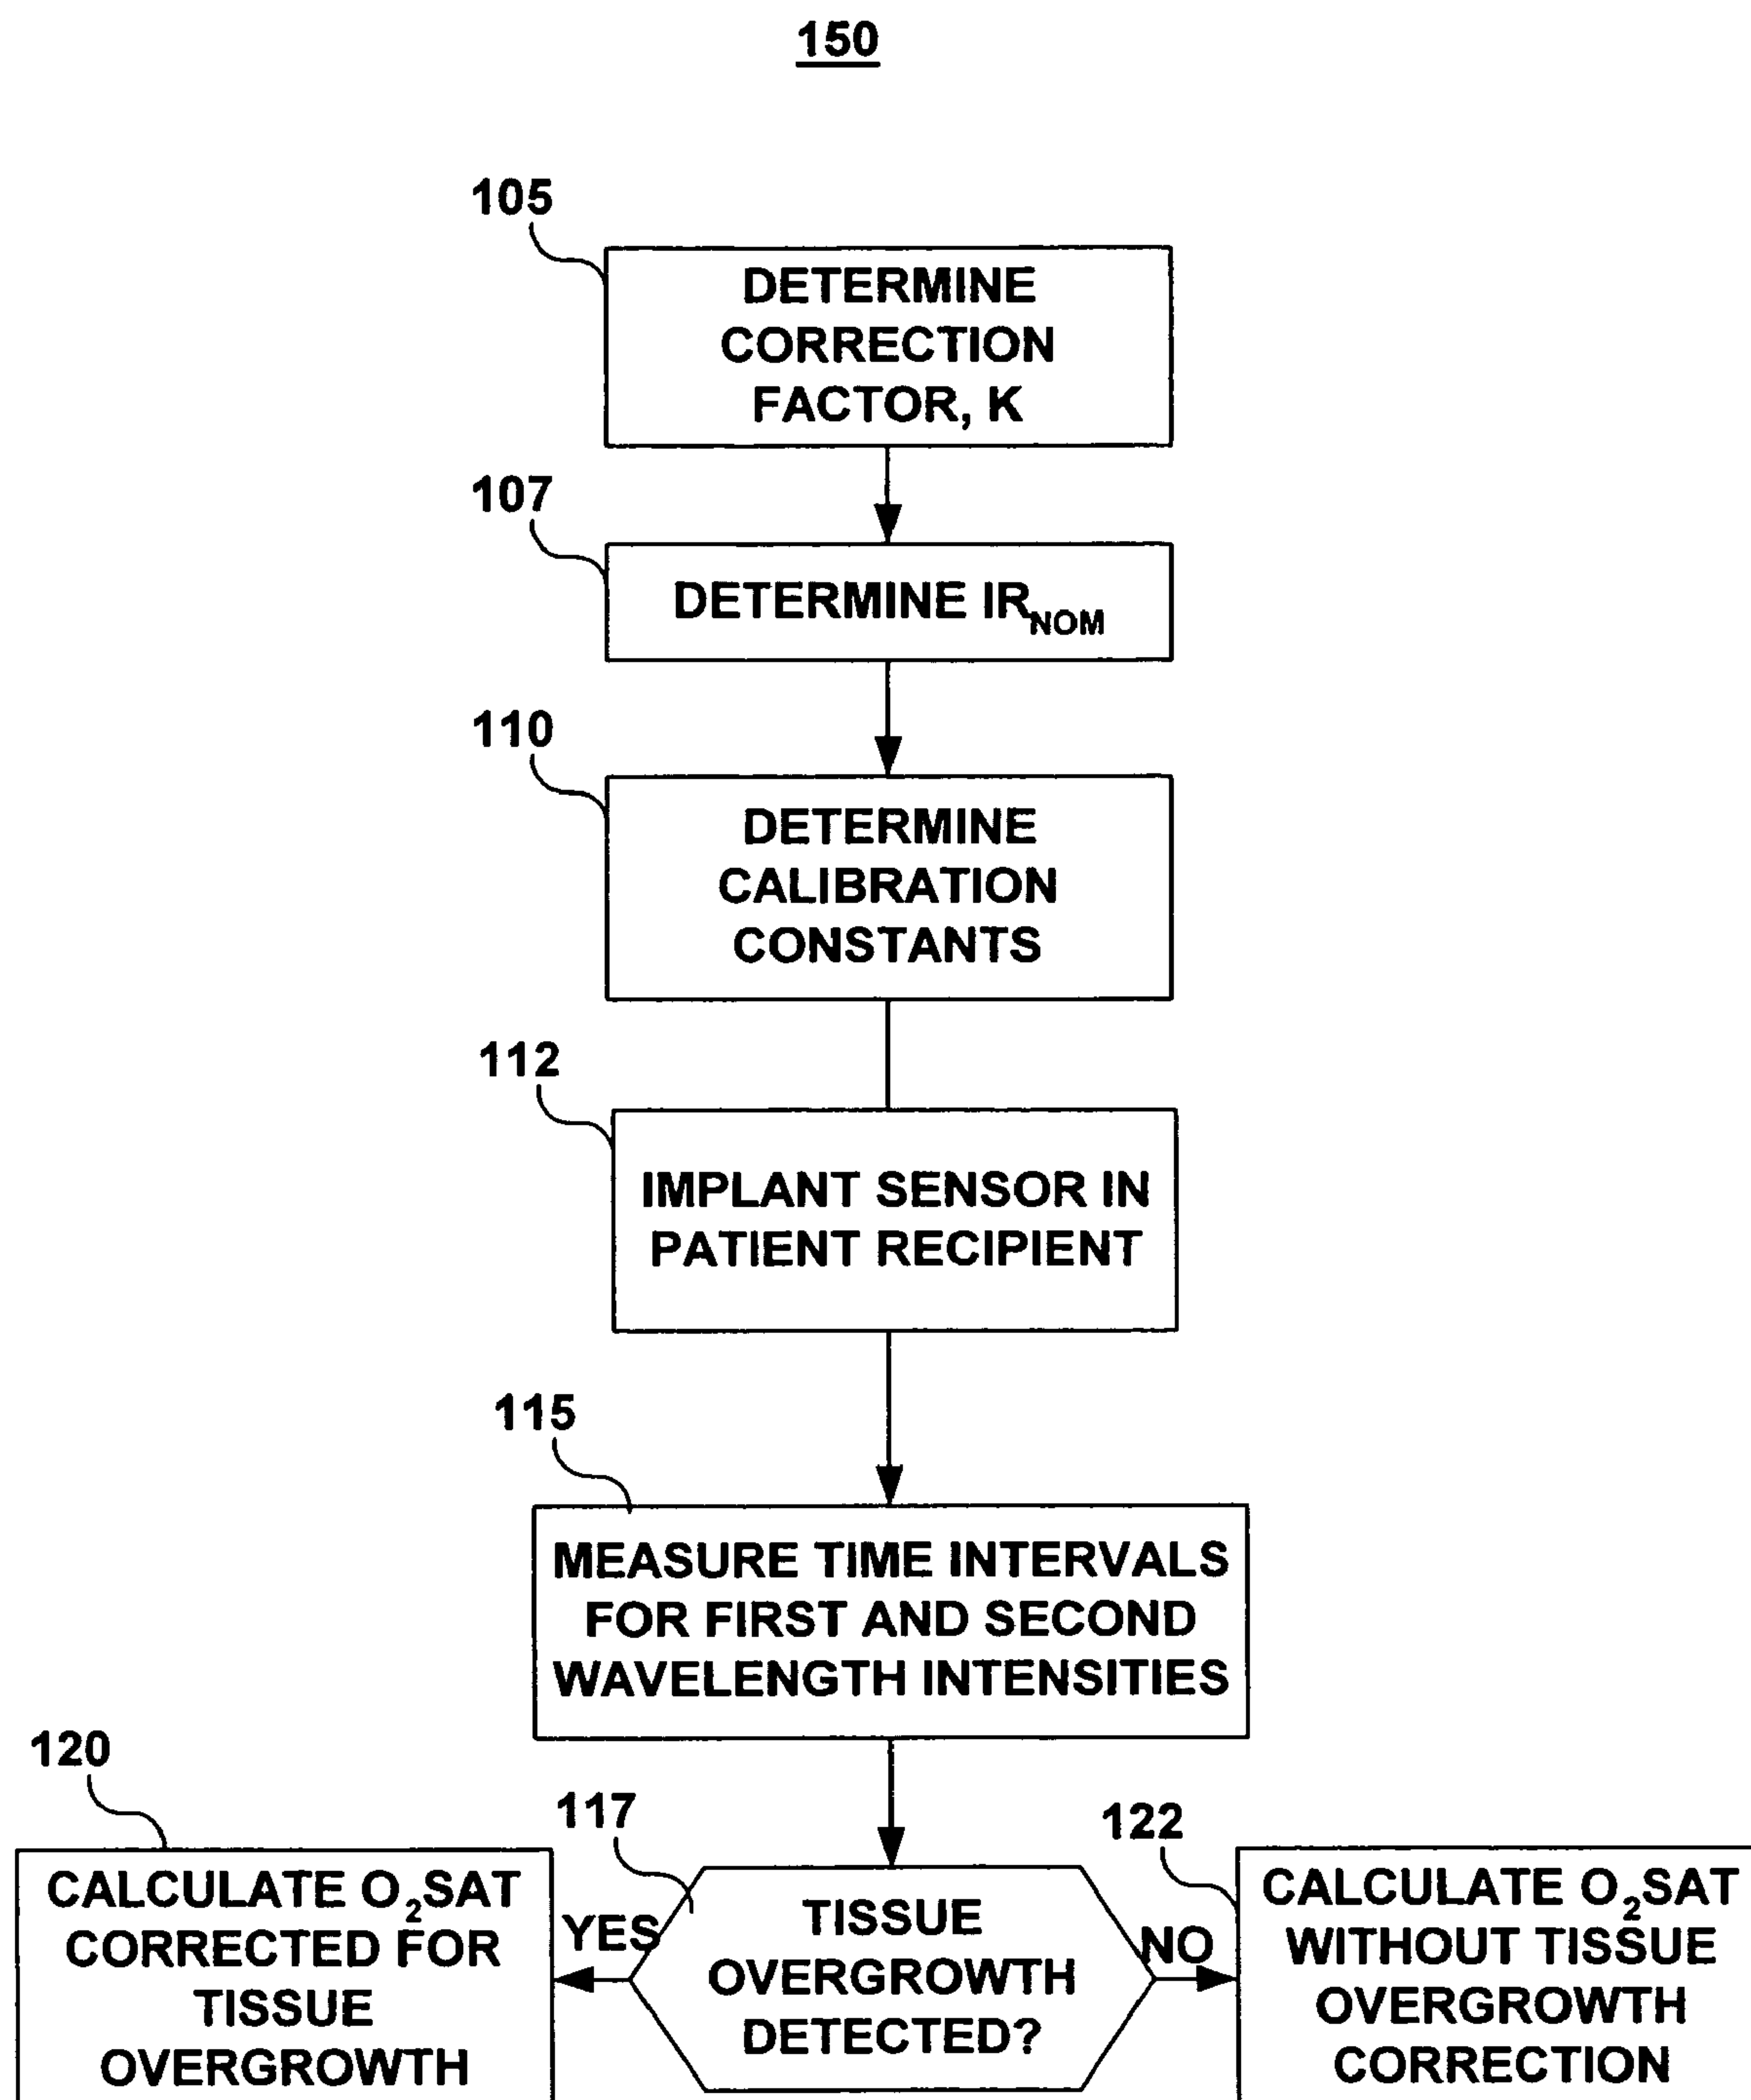 150
105
DETERMINE
CORRECTION
FACTOR, K
107
DETERMINE IR_NOM
110
DETERMINE
CALIBRATION
CONSTANTS
112
IMPLANT SENSOR IN
PATIENT RECIPIENT
115
MEASURE TIME INTERVALS
FOR FIRST AND SECOND
WAVELENGTH INTENSITIES
120
CALCULATE O₂SAT
CORRECTED FOR
TISSUE
OVERGROWTH
YES
117
TISSUE
OVERGROWTH
DETECTED?
NO
122
CALCULATE O₂SAT
WITHOUT TISSUE
OVERGROWTH
CORRECTION